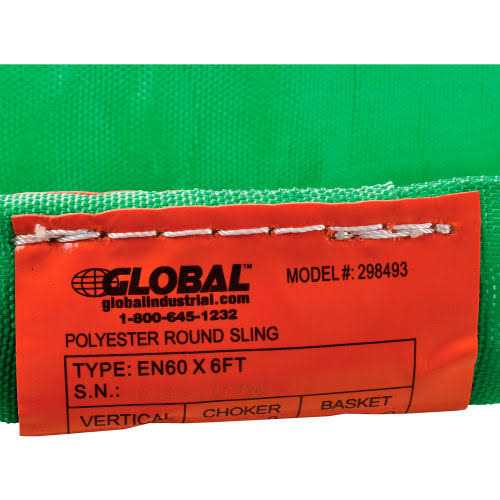 GLOBAL™
globalindustrial.com
1-800-645-1232
MODEL#: 298493
POLYESTER ROUND SLING
TYPE: EN60 X 6FT
S.N.:
VERTICAL CHOKER BASKET